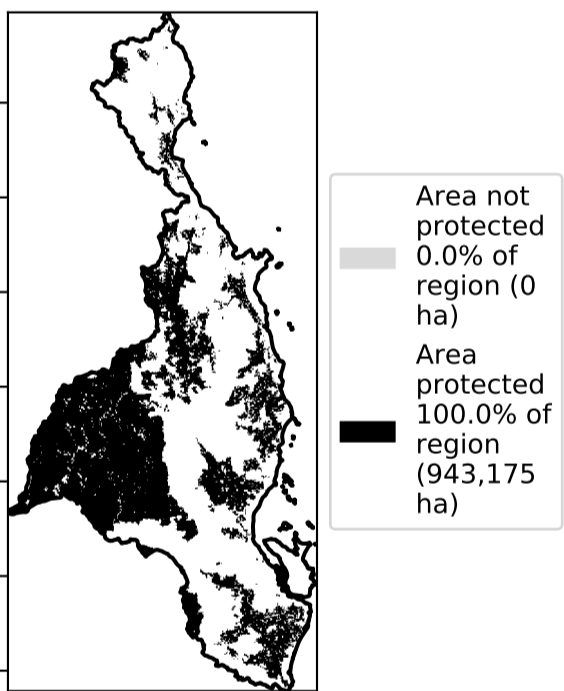 Area not
protected
0.0% of
region (0
ha)
Area
protected
100.0% of
region
(943,175
ha)